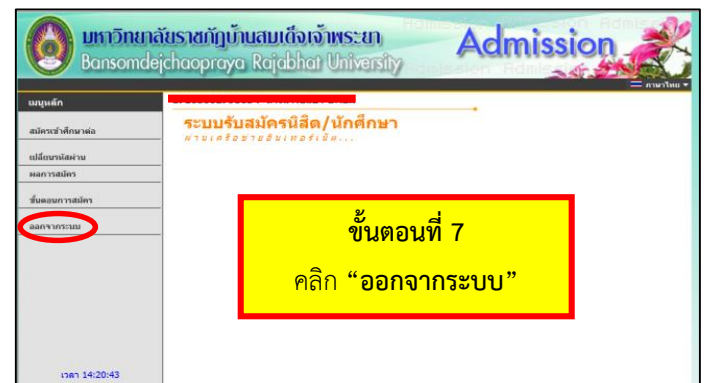 มหาวิทยาลัยราชภัฏบ้านสมเด็จเจ้าพระยา
Bansomdejchaopraya Rajabhat University
Admission
ภาษาไทย
เมนูหลัก
สมัครเข้าศึกษาต่อ
เปลี่ยนรหัสผ่าน
ผลการสมัคร
ขั้นตอนการสมัคร
ออกจากระบบ
เวลา 14:20:43
ระบบรับสมัครนิสิต/นักศึกษา
ผ่านเครือข่ายอินเทอร์เน็ต...
ขั้นตอนที่ 7
คลิก “ออกจากระบบ”